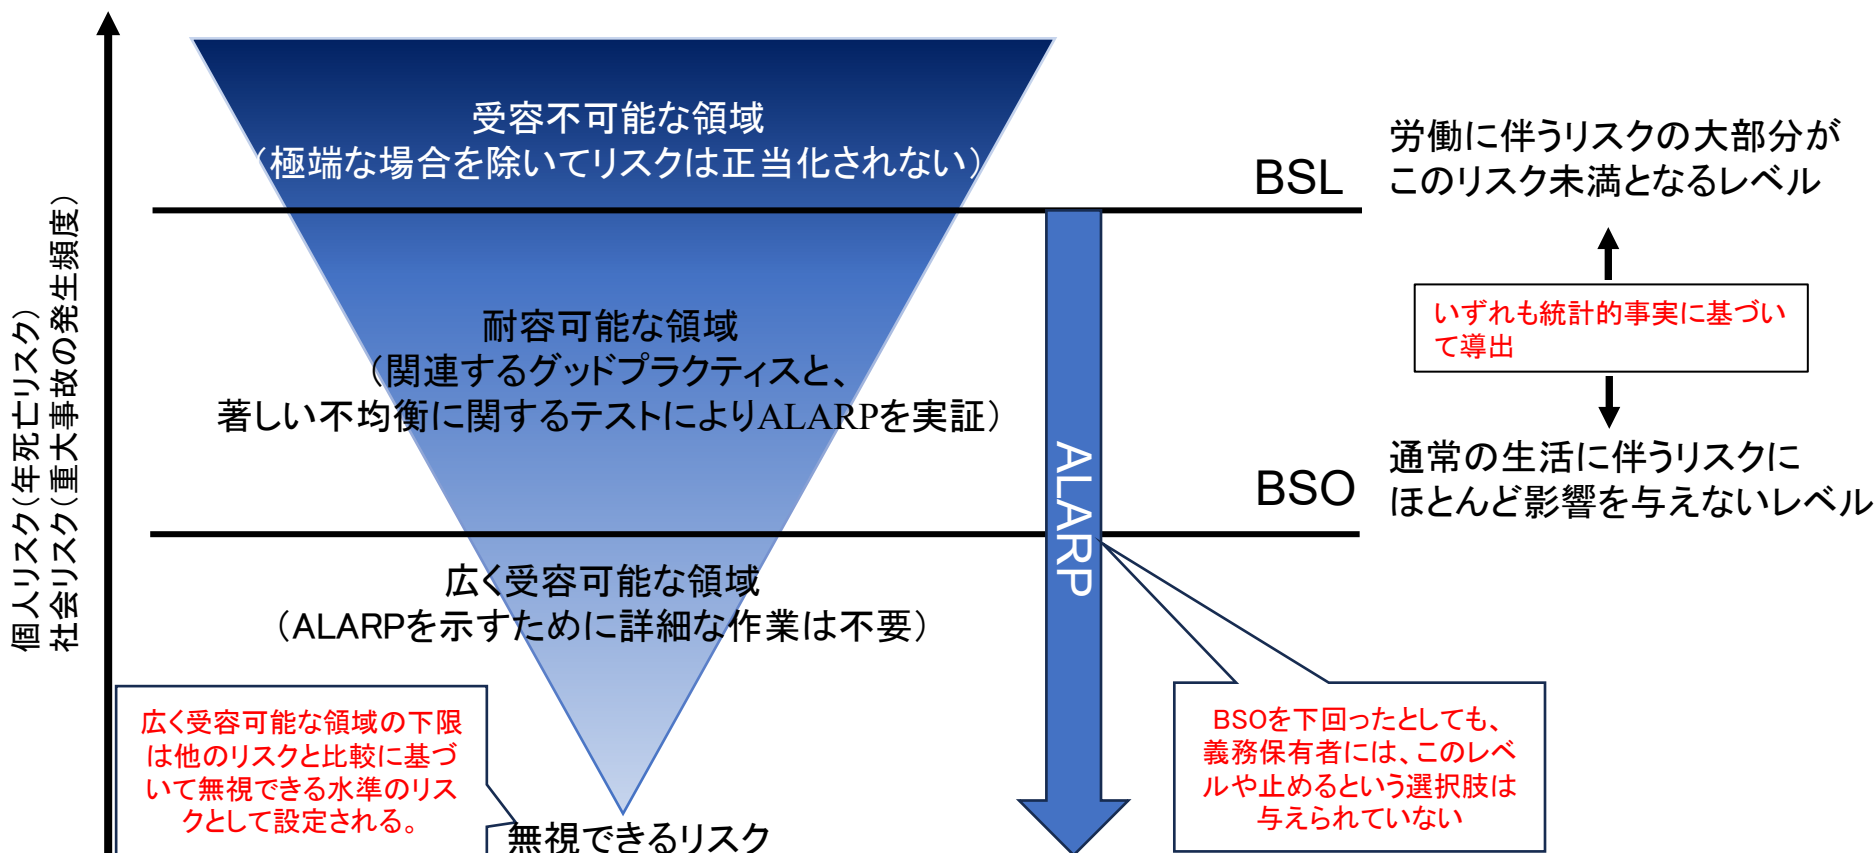 個人リスク（年死亡リスク）
社会リスク（重大事故の発生頻度）
受容不可能な領域
（極端な場合を除いてリスクは正当化されない）
BSL
労働に伴うリスクの大部分が
このリスク未満となるレベル
いずれも統計的事実に基づい
て導出
耐容可能な領域
（関連するグッドプラクティスと、
著しい不均衡に関するテストによりALARPを実証）
ALARP
BSO
通常の生活に伴うリスクに
ほとんど影響を与えないレベル
広く受容可能な領域
（ALARPを示すために詳細な作業は不要）
広く受容可能な領域の下限
は他のリスクと比較に基づ
いて無視できる水準のリス
クとして設定される。
無視できるリスク
BSOを下回ったとしても、
義務保有者には、このレベ
ルや止めるという選択肢は
与えられていない